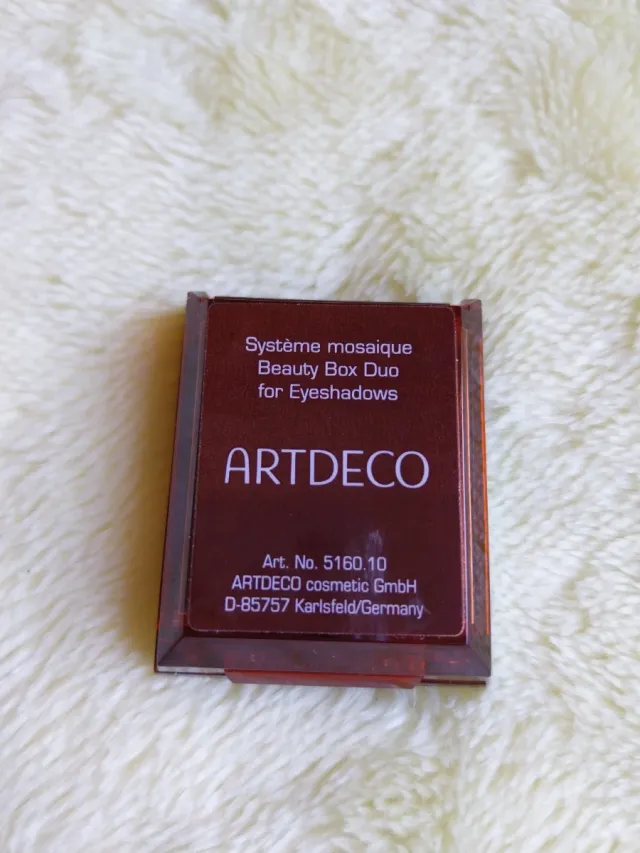 Système mosaique
Beauty Box Duo
for Eyeshadows
ARTDECO
Art. No. 5160.10
ARTDECO cosmetic GmbH
D-85757 Karlsfeld/Germany